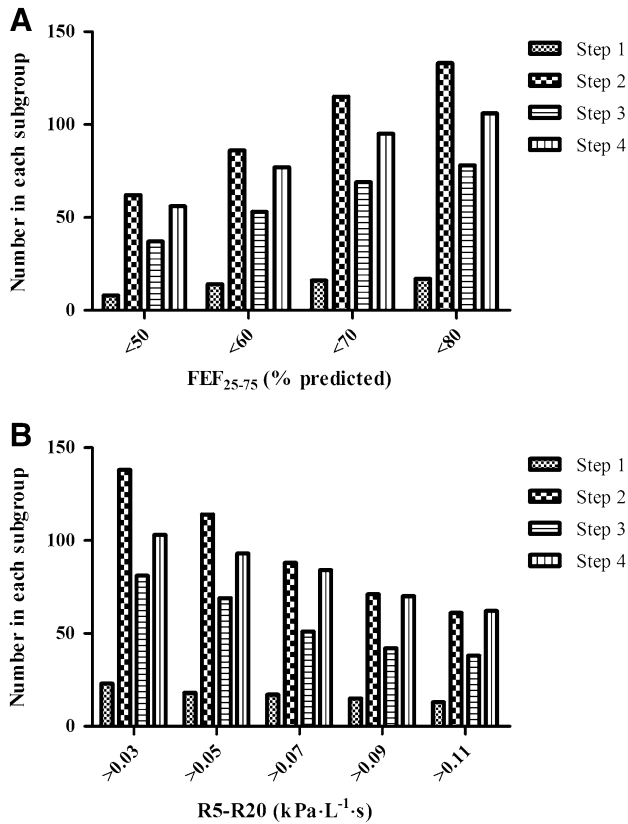 A
Number in each subgroup
150
100
50
0
<50
<60
<70
<80
FEF25-75 (% predicted)
Step 1
Step 2
Step 3
Step 4
B
Number in each subgroup
150
100
50
0
>0.03
>0.05
>0.07
>0.09
>0.11
R5-R20 (kPa·L-1·s)
Step 1
Step 2
Step 3
Step 4